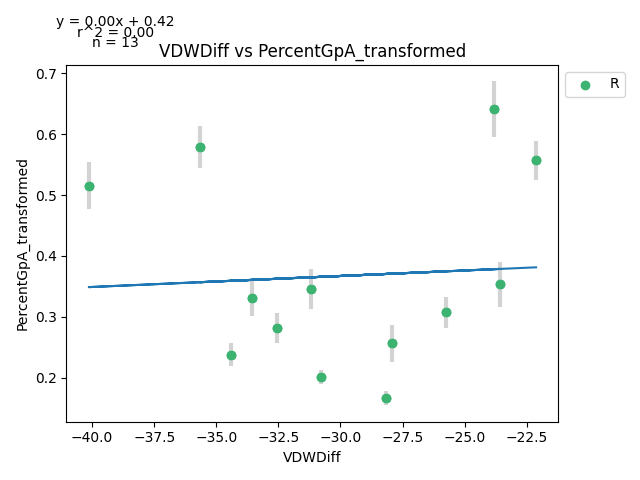 y = 0.00x + 0.42
r^2 = 0.00
n = 13
VDWDiff vs PercentGpA_transformed
R
PercentGpA_transformed
0.7
0.6
0.5
0.4
0.3
0.2
−40.0 −37.5 −35.0 −32.5 −30.0 −27.5 −25.0 −22.5
VDWDiff